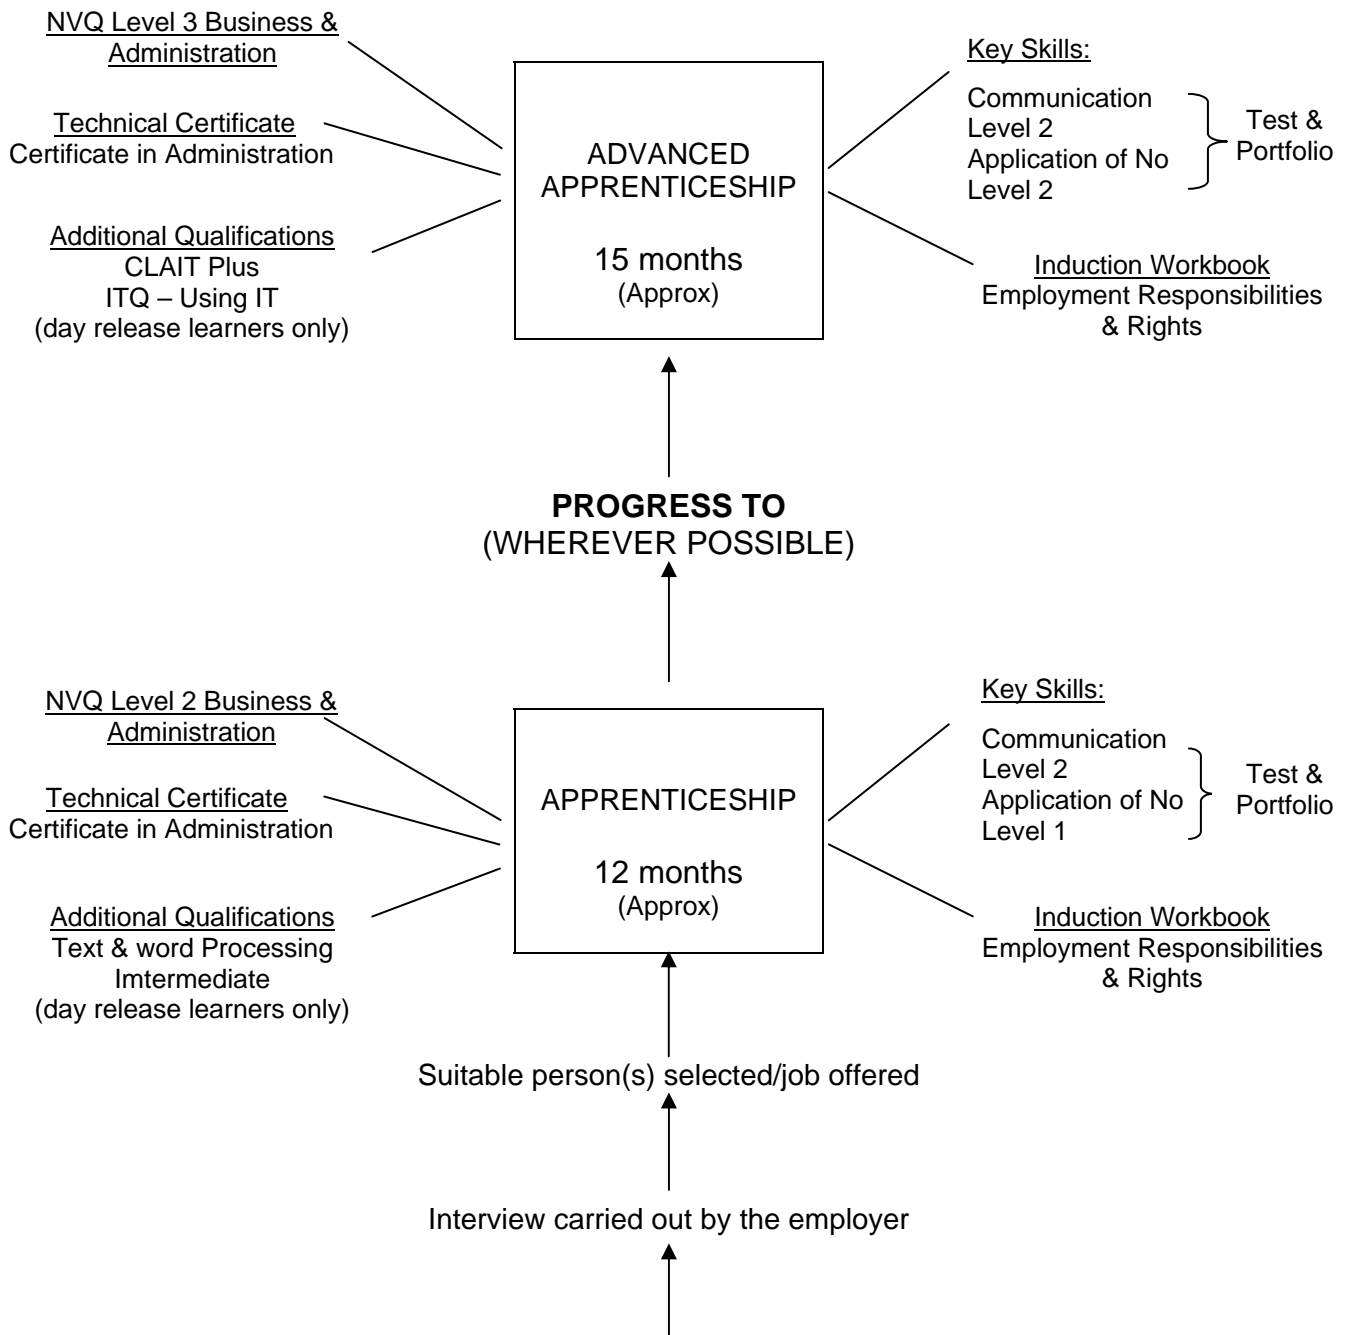 NVQ Level 3 Business &
Administration
Technical Certificate
Certificate in Administration
Additional Qualifications
CLAIT Plus
ITQ – Using IT
(day release learners only)
ADVANCED
APPRENTICESHIP
15 months
(Approx)
Key Skills:
Communication
Level 2
Application of No
Level 2
Test &
Portfolio
Induction Workbook
Employment Responsibilities
& Rights
PROGRESS TO
(WHEREVER POSSIBLE)
NVQ Level 2 Business &
Administration
Technical Certificate
Certificate in Administration
Additional Qualifications
Text & word Processing
Imtermediate
(day release learners only)
APPRENTICESHIP
12 months
(Approx)
Key Skills:
Communication
Level 2
Application of No
Level 1
Test &
Portfolio
Induction Workbook
Employment Responsibilities
& Rights
Suitable person(s) selected/job offered
Interview carried out by the employer